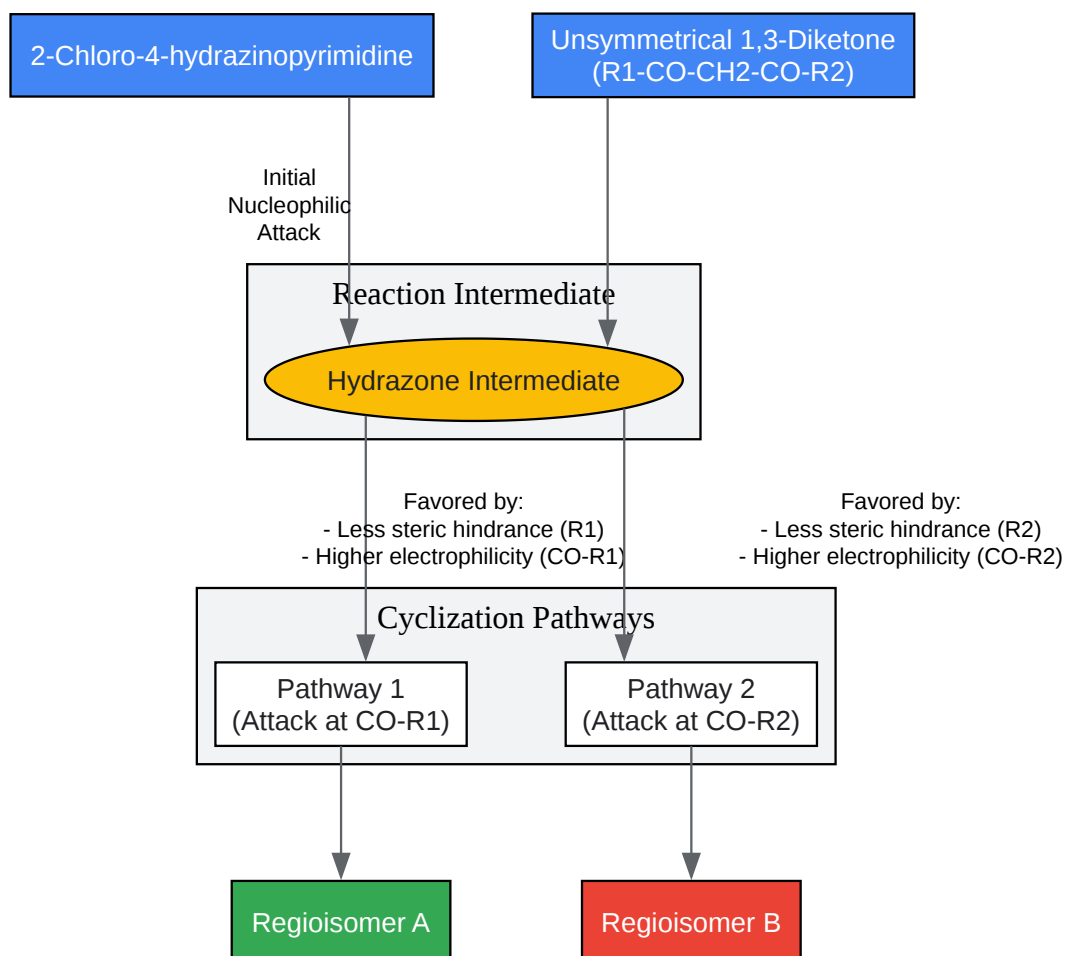 2-Chloro-4-hydrazinopyrimidine
Unsymmetrical 1,3-Diketone
(R1-CO-CH2-CO-R2)
Initial
Nucleophilic
Attack
Reaction Intermediate
Hydrazone Intermediate
Favored by:
- Less steric hindrance (R1)
- Higher electrophilicity (CO-R1)
Favored by:
- Less steric hindrance (R2)
- Higher electrophilicity (CO-R2)
Cyclization Pathways
Pathway 1
(Attack at CO-R1)
Pathway 2
(Attack at CO-R2)
Regioisomer A
Regioisomer B